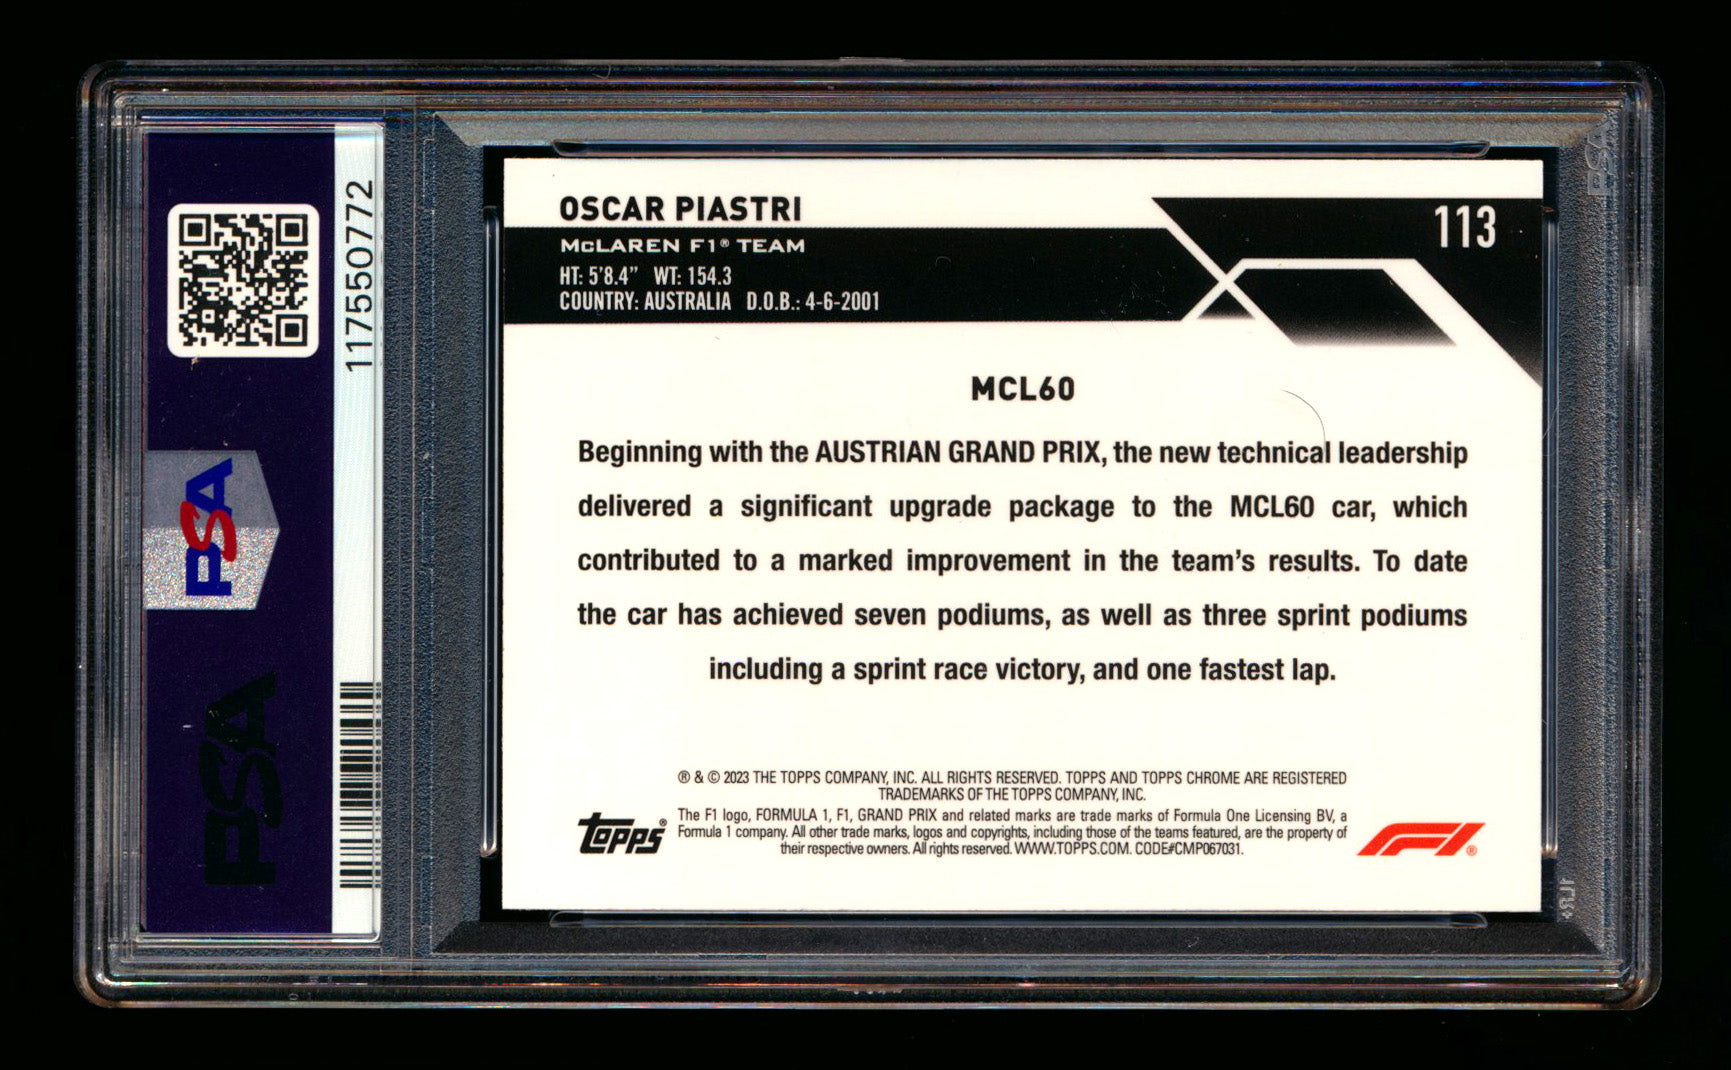 OSCAR PIASTRI
McLAREN F1® TEAM
HT: 5'8.4" WT: 154.3
COUNTRY: AUSTRALIA D.O.B.: 4-6-2001
113
MCL60
Beginning with the AUSTRIAN GRAND PRIX, the new technical leadership
delivered a significant upgrade package to the MCL60 car, which
contributed to a marked improvement in the team's results. To date
the car has achieved seven podiums, as well as three sprint podiums
including a sprint race victory, and one fastest lap.
® & © 2023 THE TOPPS COMPANY, INC. ALL RIGHTS RESERVED. TOPPS AND TOPPS CHROME ARE REGISTERED
TRADEMARKS OF THE TOPPS COMPANY, INC.
The F1 logo, FORMULA 1, F1, GRAND PRIX and related marks are trade marks of Formula One Licensing BV, a
Formula 1 company. All other trade marks, logos and copyrights, including those of the teams featured, are the property of
their respective owners. All rights reserved. WWW.TOPPS.COM. CODE#CMP067031.
topps®
F1®
117550772
PSA
PSA
PSA